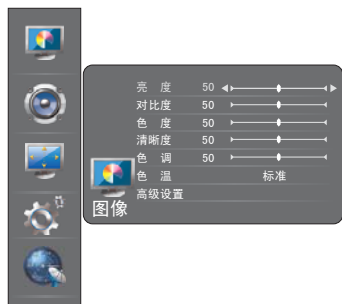 亮 度 50
对比度 50
色 度 50
清晰度 50
色 调 50
色 温 标准
高级设置
图像